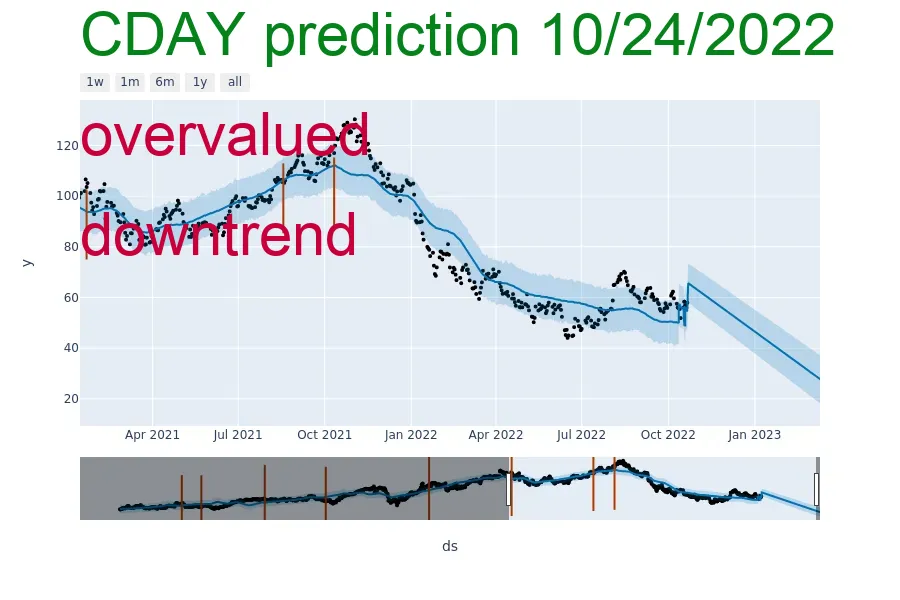 CDAY prediction 10/24/2022
1w 1m 6m 1y all
overvalued
downtrend
120
100
80
60
40
20
y
Apr 2021 Jul 2021 Oct 2021 Jan 2022 Apr 2022 Jul 2022 Oct 2022 Jan 2023
ds